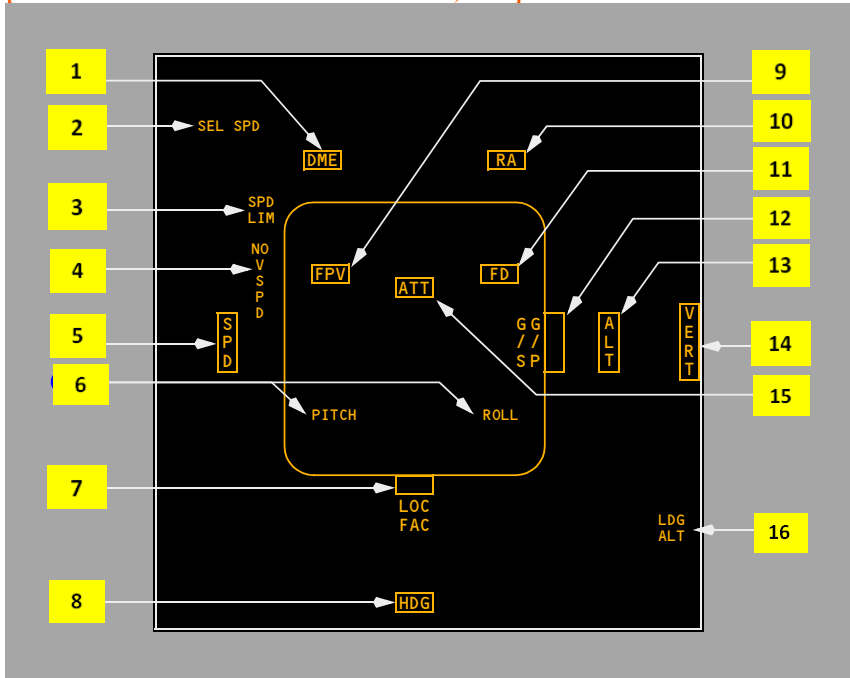 1
2
3
4
5
6
7
8
9
10
11
12
13
14
15
16
SEL SPD
DME
RA
SPD
LIM
NO
V
S
P
D
FPV
FD
ATT
S
P
D
G G
/ /
S P
A
L
T
V
E
R
T
PITCH
ROLL
LOC
FAC
LDG
ALT
HDG